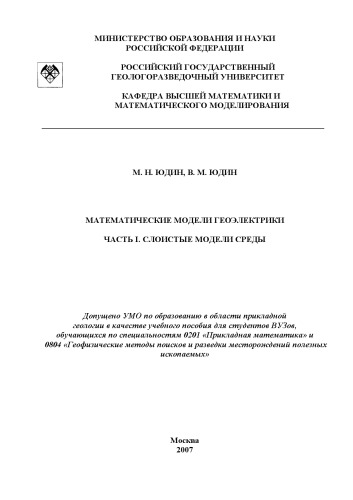 МИНИСТЕРСТВО ОБРАЗОВАНИЯ И НАУКИ
РОССИЙСКОЙ ФЕДЕРАЦИИ
РОССИЙСКИЙ ГОСУДАРСТВЕННЫЙ
ГЕОЛОГОРАЗВЕДОЧНЫЙ УНИВЕРСИТЕТ
КАФЕДРА ВЫСШЕЙ МАТЕМАТИКИ И
МАТЕМАТИЧЕСКОГО МОДЕЛИРОВАНИЯ
М. Н. ЮДИН, В. М. ЮДИН
МАТЕМАТИЧЕСКИЕ МОДЕЛИ ГЕОЭЛЕКТРИКИ
ЧАСТЬ I. СЛОИСТЫЕ МОДЕЛИ СРЕДЫ
Допущено УМО по образованию в области прикладной
геологии в качестве учебного пособия для студентов ВУЗов,
обучающихся по специальностям 0201 «Прикладная математика» и
0804 «Геофизические методы поисков и разведки месторождений полезных
ископаемых»
Москва
2007